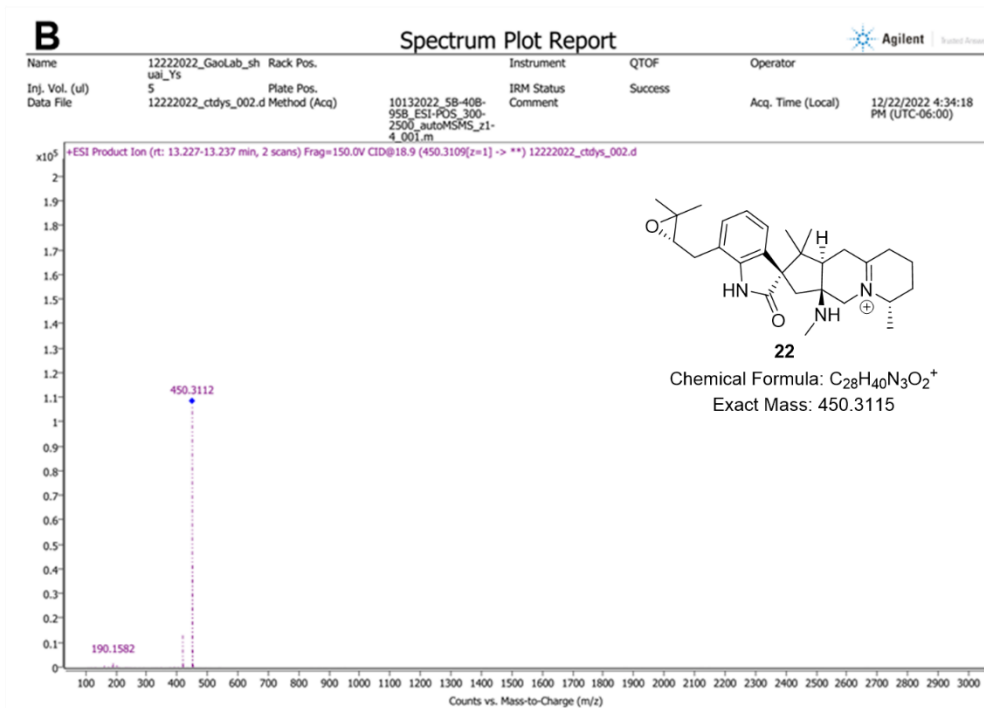 B
Spectrum Plot Report
Agilent | Trusted Answers
Name 12222022_GaoLab_sh Rack Pos. Instrument QTOF Operator
uai_Ys
Inj. Vol. (ul) 5 Plate Pos. IRM Status Success
Data File 12222022_ctdys_002.d Method (Acq) 10132022_5B-40B- Comment Acq. Time (Local) 12/22/2022 4:34:18
95B_ESI-POS_300- PM (UTC-06:00)
2500_autoMSMS_z1-
4_001.m
x10⁵ +ESI Product Ion (rt: 13.227-13.237 min, 2 scans) Frag=150.0V CID@18.9 (450.3109[z=1] -> **) 12222022_ctdys_002.d
2
1.9
1.8
1.7
1.6
1.5
1.4
1.3
1.2
1.1
1
0.9
0.8
0.7
0.6
0.5
0.4
0.3
0.2
0.1
0
450.3112
190.1582
O
H
HN
O
N
+
NH
22
Chemical Formula: C₂₈H₄₀N₃O₂⁺
Exact Mass: 450.3115
100 200 300 400 500 600 700 800 900 1000 1100 1200 1300 1400 1500 1600 1700 1800 1900 2000 2100 2200 2300 2400 2500 2600 2700 2800 2900 3000
Counts vs. Mass-to-Charge (m/z)